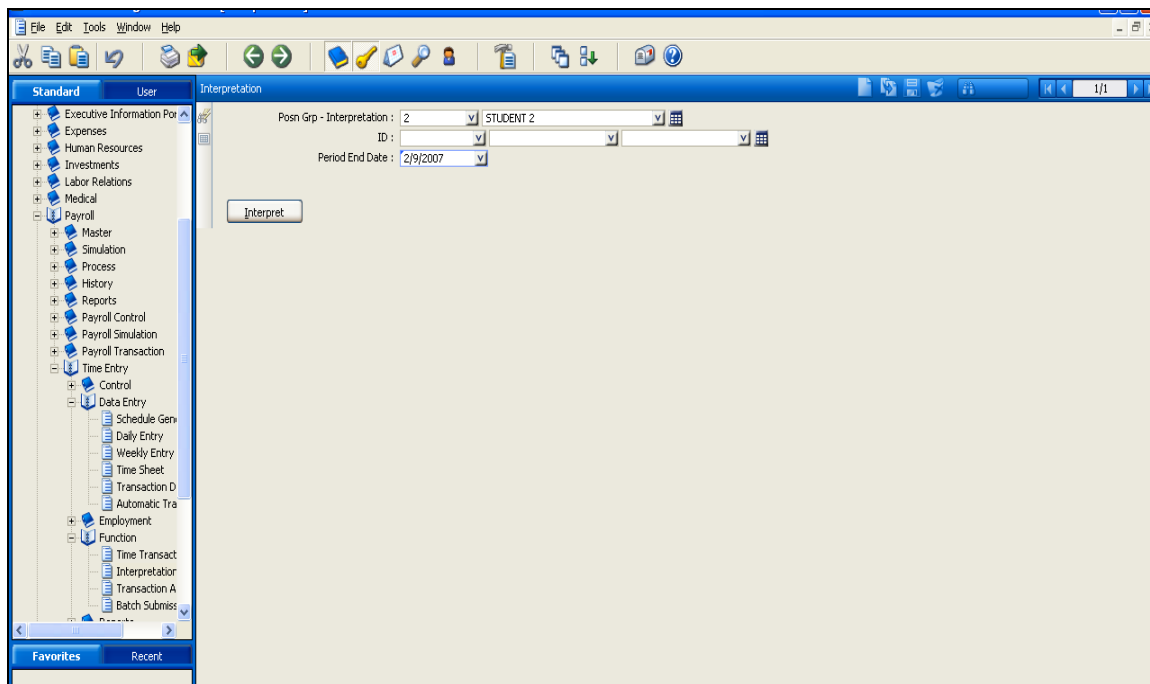 File Edit Tools Window Help
Standard User
Interpretation
1/1
Executive Information Por
Expenses
Human Resources
Investments
Labor Relations
Medical
Payroll
Master
Simulation
Process
History
Reports
Payroll Control
Payroll Simulation
Payroll Transaction
Time Entry
Control
Data Entry
Schedule Gen
Daily Entry
Weekly Entry
Time Sheet
Transaction D
Automatic Tra
Employment
Function
Time Transact
Interpretation
Transaction A
Batch Submiss
Favorites Recent
Posn Grp - Interpretation : 2 STUDENT 2
ID :
Period End Date : 2/9/2007
Interpret